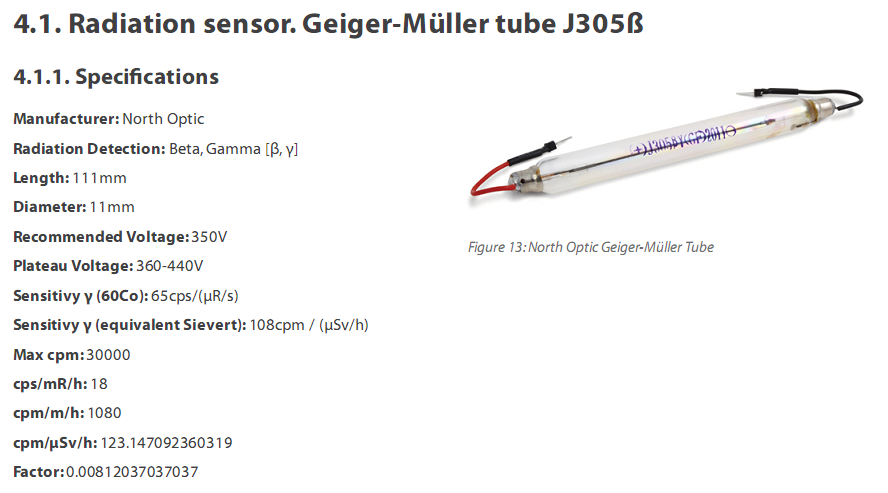 4.1. Radiation sensor. Geiger-Müller tube J305ß
4.1.1. Specifications
Manufacturer: North Optic
Radiation Detection: Beta, Gamma [β, γ]
Length: 111mm
Diameter: 11mm
Recommended Voltage: 350V
Plateau Voltage: 360-440V
Sensitivy γ (60Co): 65cps/(μR/s)
Sensitivy γ (equivalent Sievert): 108cpm / (μSv/h)
Max cpm: 30000
cps/mR/h: 18
cpm/m/h: 1080
cpm/μSv/h: 123.147092360319
Factor: 0.00812037037037
Figure 13: North Optic Geiger-Müller Tube